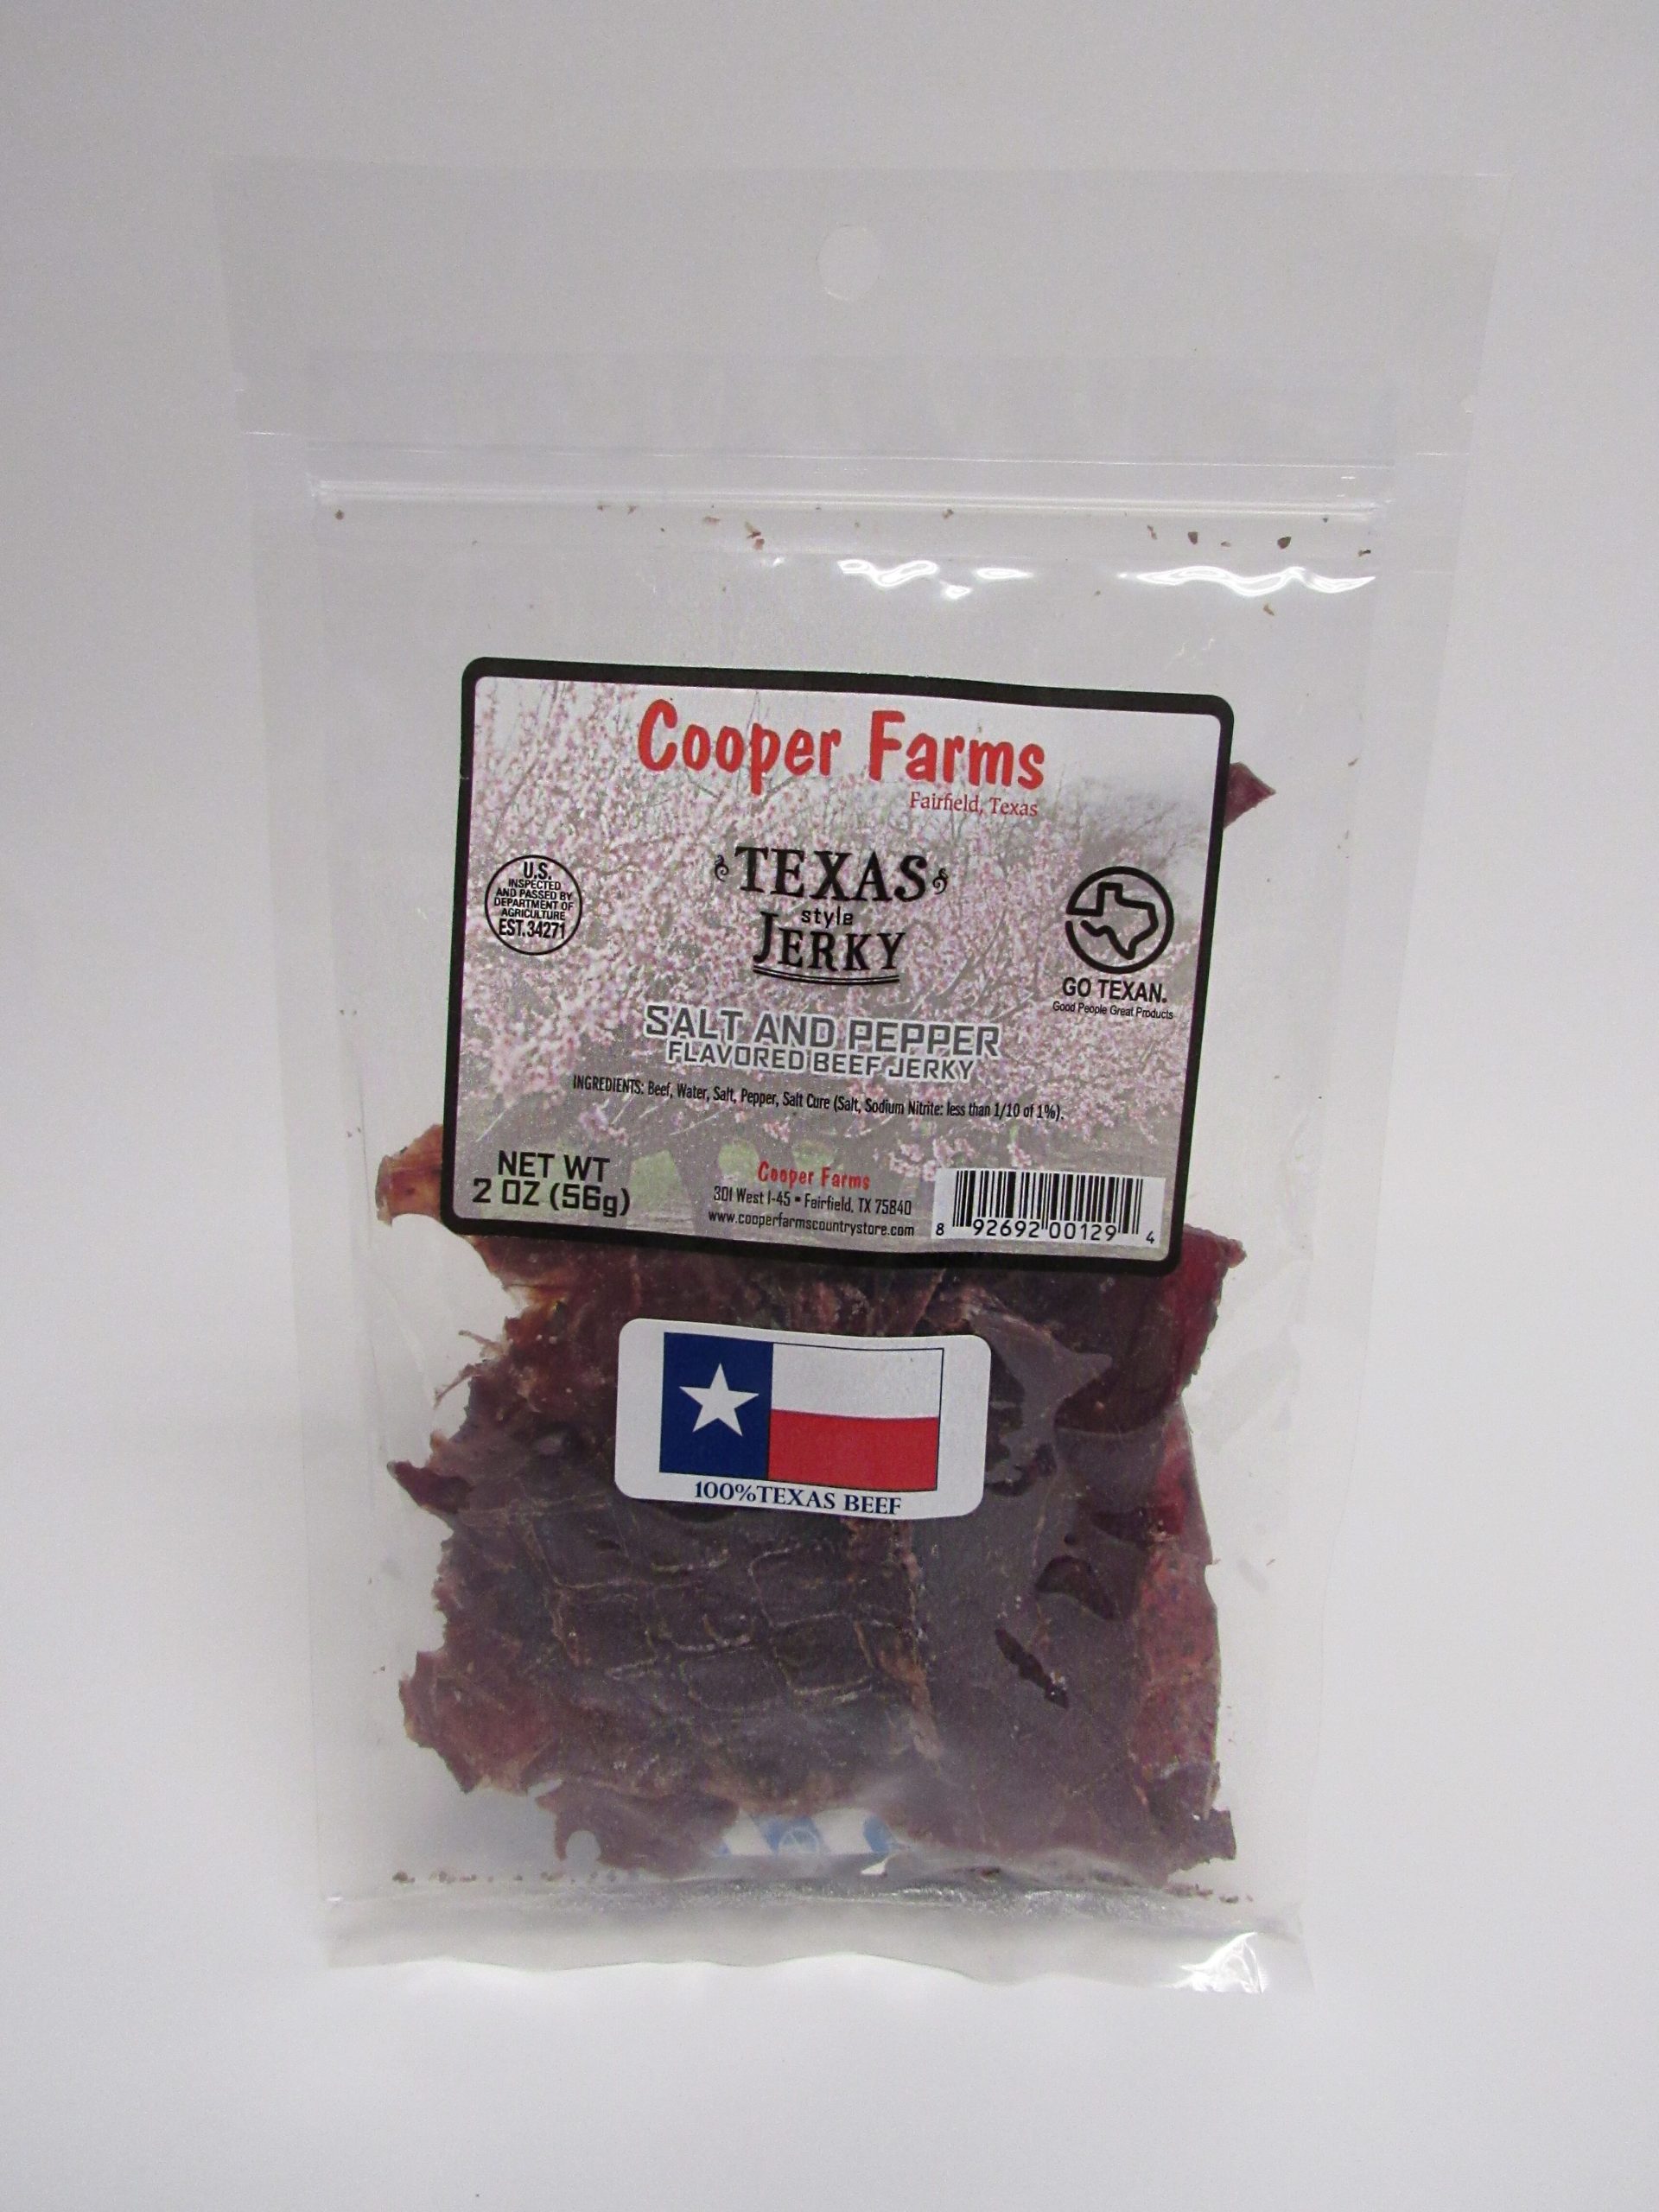 Cooper Farms
Fairfield, Texas
TEXAS
style
JERKY
U.S.
INSPECTED
AND PASSED BY
DEPARTMENT OF
AGRICULTURE
EST.34271
GO TEXAN.
Good People Great Products
SALT AND PEPPER
FLAVORED BEEF JERKY
INGREDIENTS: Beef, Water, Salt, Pepper, Salt Cure (Salt, Sodium Nitrite: less than 1/10 of 1%).
NET WT
2 OZ (56g)
Cooper Farms
301 West I-45 • Fairfield, TX 75840
www.cooperfarmscountrystore.com
8 92692 00129 4
100% TEXAS BEEF